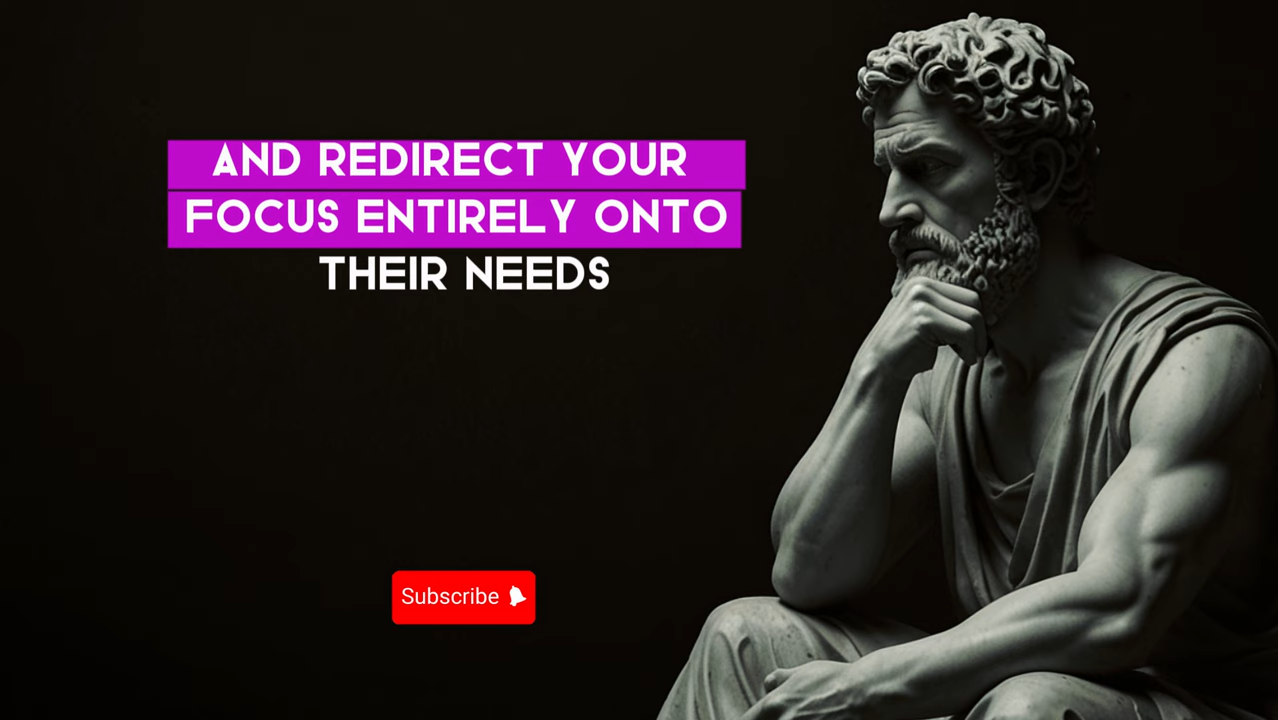 AND REDIRECT YOUR
FOCUS ENTIRELY ONTO
THEIR NEEDS
Subscribe